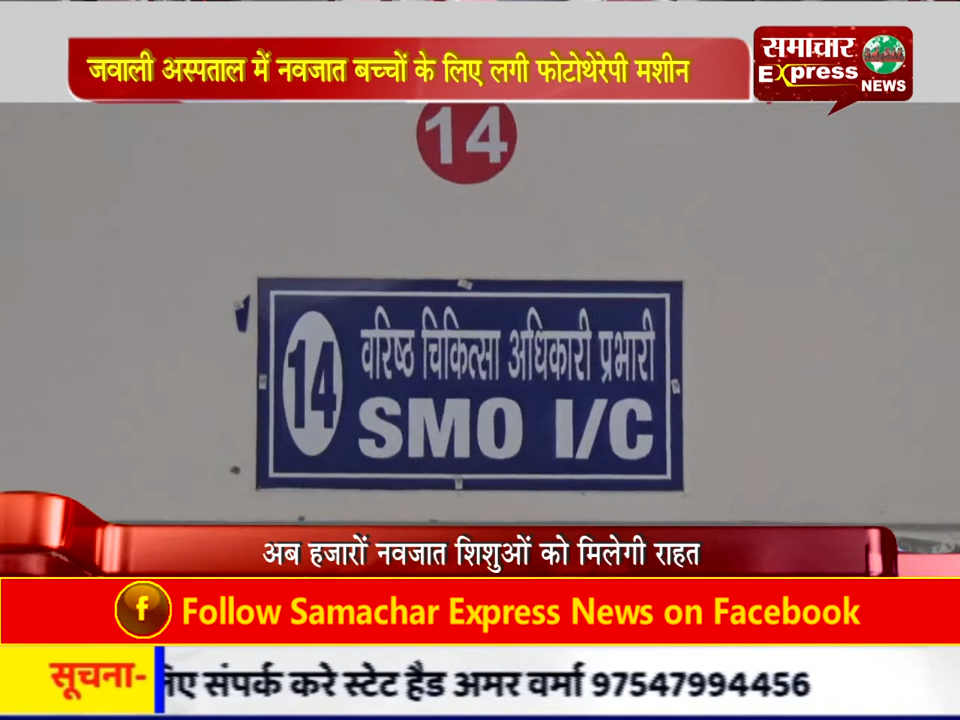 जवाली अस्पताल में नवजात बच्चों के लिए लगी फोटोथेरेपी मशीन
समाचार
Express
NEWS
14
14
वरिष्ठ चिकित्सा अधिकारी प्रभारी
SMO I/C
अब हजारों नवजात शिशुओं को मिलेगी राहत
f
Follow Samachar Express News on Facebook
सूचना-
संपर्क करे स्टेट हैड अमर वर्मा 97547994456